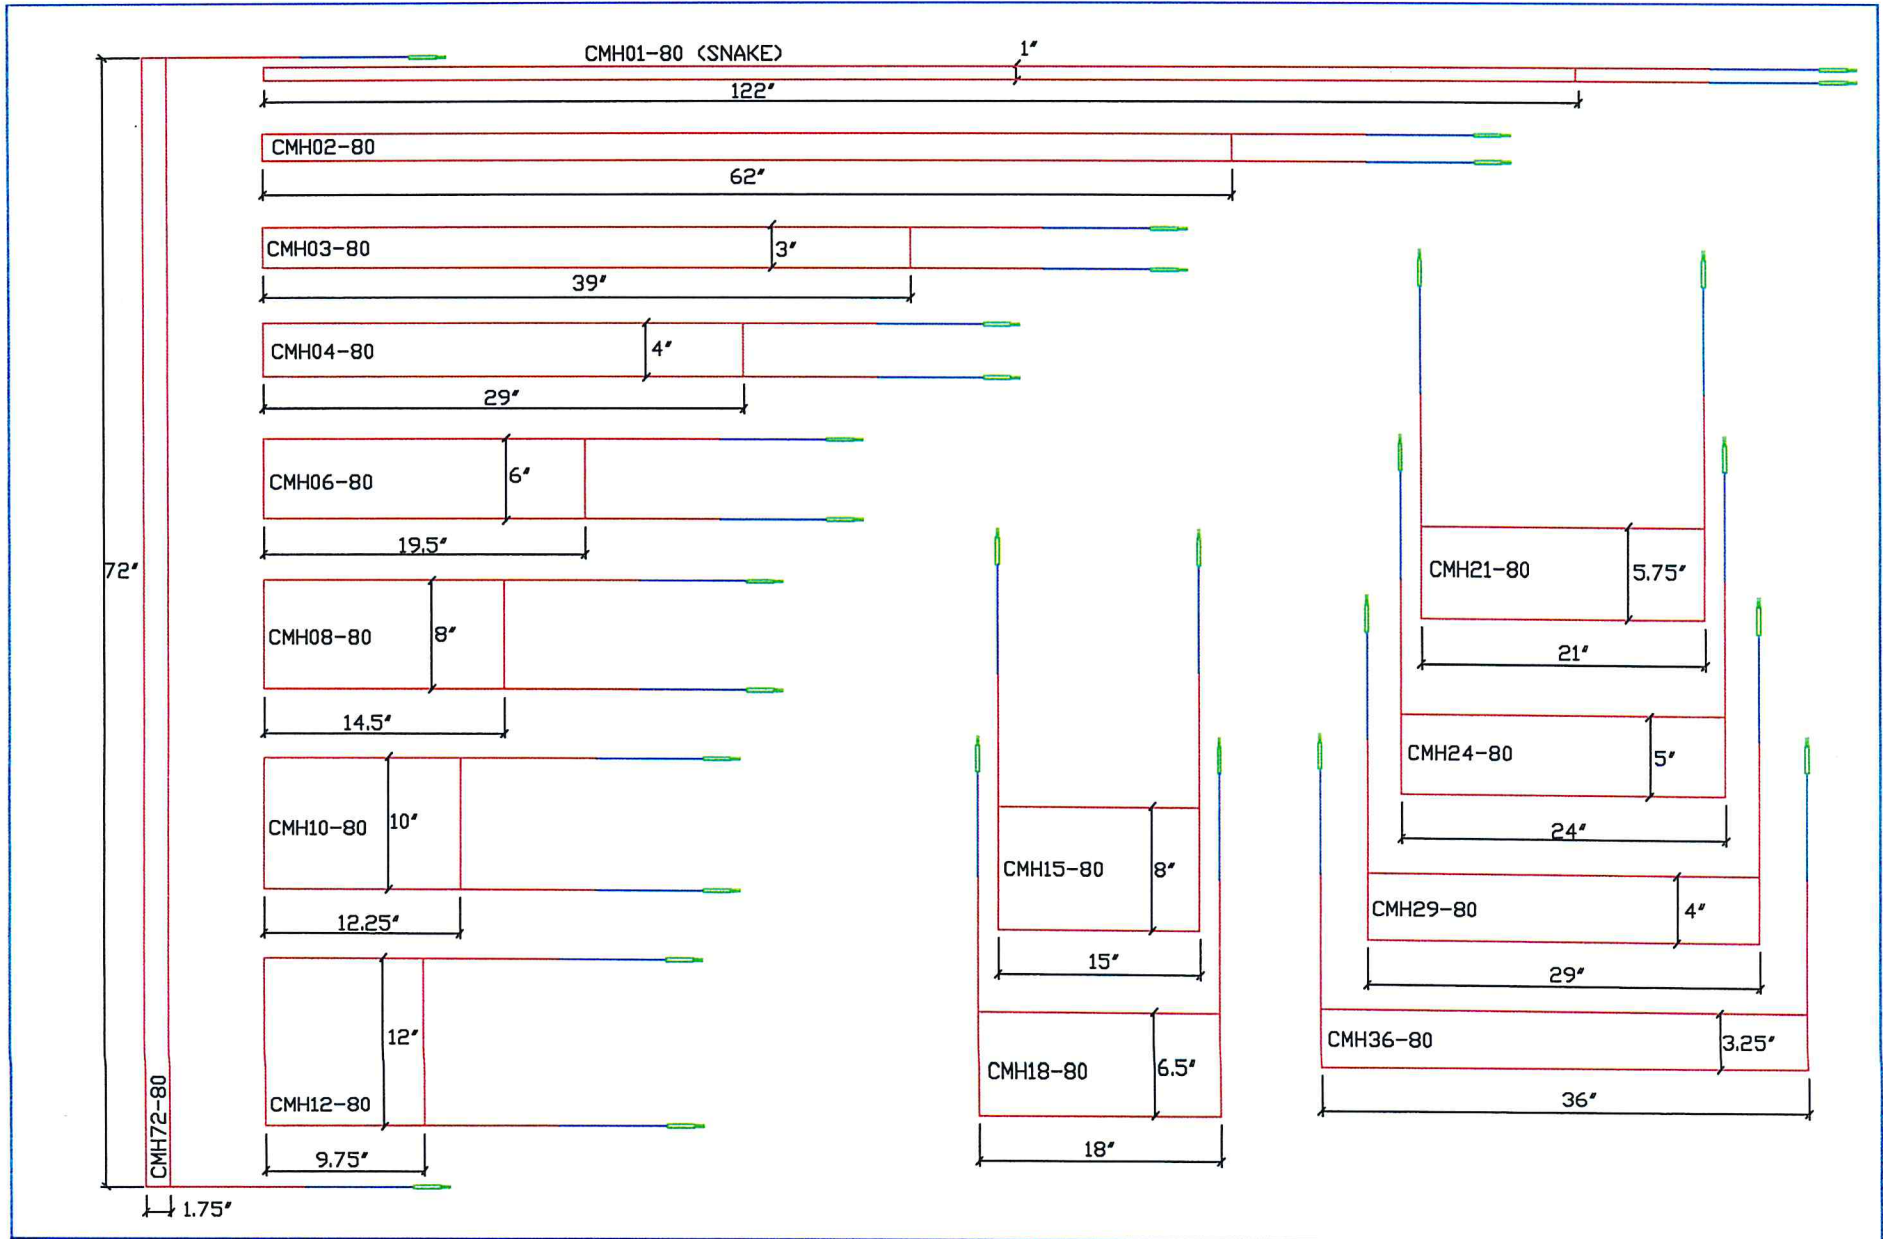 CMH01-80 (SNAKE)
1"
122"
CMH02-80
62"
CMH03-80
3"
39"
CMH04-80
4"
29"
CMH06-80
6"
19.5"
CMH08-80
8"
14.5"
CMH10-80
10"
12.25"
CMH12-80
12"
9.75"
72"
CMH72-80
1.75"
CMH15-80
8"
15"
CMH18-80
6.5"
18"
CMH21-80
5.75"
21"
CMH24-80
5"
24"
CMH29-80
4"
29"
CMH36-80
3.25"
36"